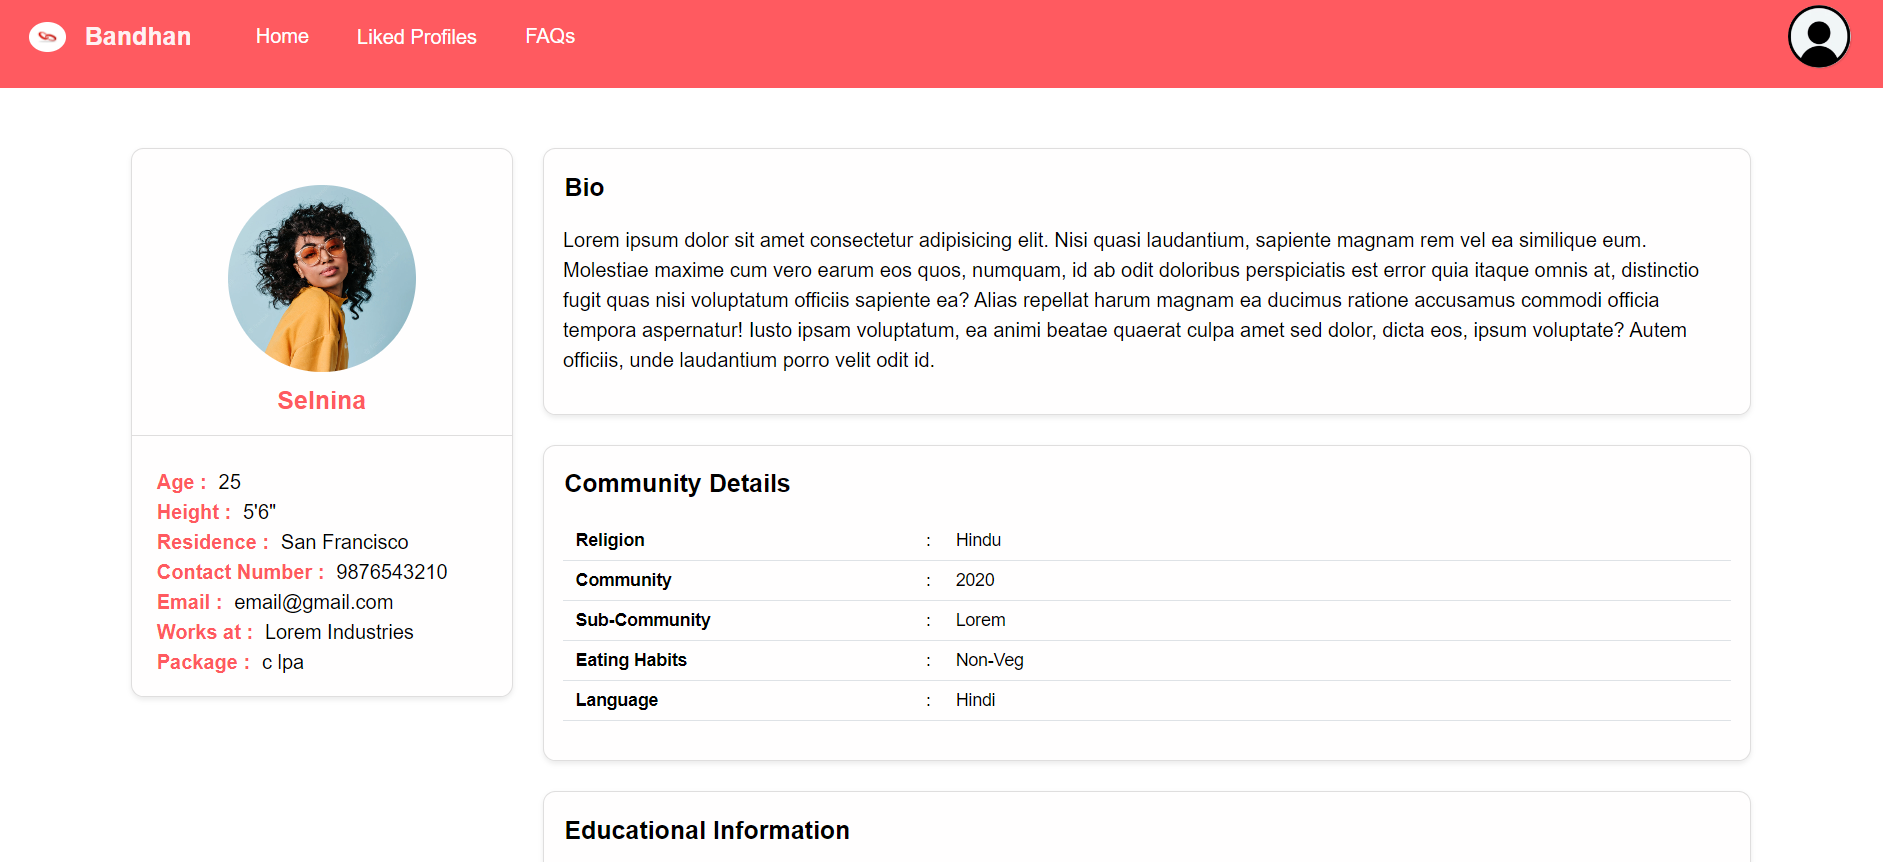 Bandhan
Home
Liked Profiles
FAQs
Selnina
Age : 25
Height : 5'6"
Residence : San Francisco
Contact Number : 9876543210
Email : email@gmail.com
Works at : Lorem Industries
Package : c lpa
Bio
Lorem ipsum dolor sit amet consectetur adipisicing elit. Nisi quasi laudantium, sapiente magnam rem vel ea similique eum.
Molestiae maxime cum vero earum eos quos, numquam, id ab odit doloribus perspiciatis est error quia itaque omnis at, distinctio
fugit quas nisi voluptatum officiis sapiente ea? Alias repellat harum magnam ea ducimus ratione accusamus commodi officia
tempora aspernatur! Iusto ipsam voluptatum, ea animi beatae quaerat culpa amet sed dolor, dicta eos, ipsum voluptate? Autem
officiis, unde laudantium porro velit odit id.
Community Details
Religion : Hindu
Community : 2020
Sub-Community : Lorem
Eating Habits : Non-Veg
Language : Hindi
Educational Information